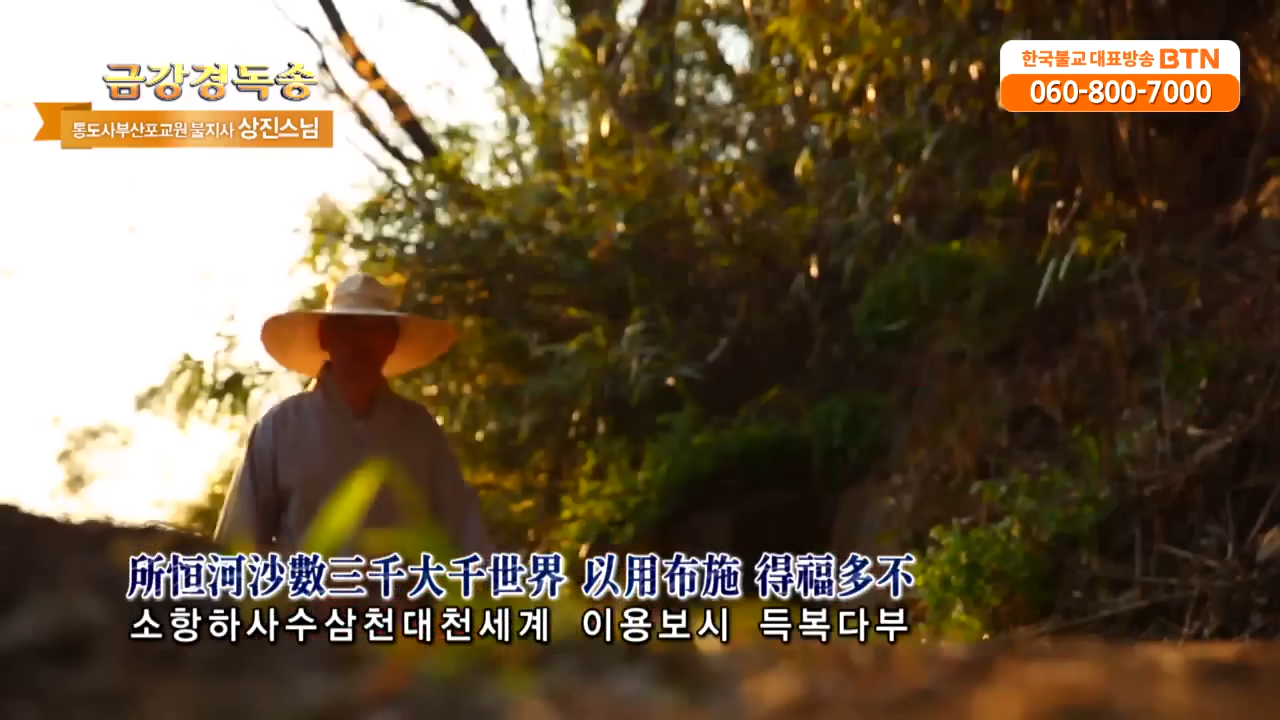 금강경독송
통도사부산포교원 불지사 상진스님
한국불교 대표방송 BTN
060-800-7000
所恒河沙數三千大千世界 以用布施 得福多不
소항하사수삼천대천세계 이용보시 득복다부